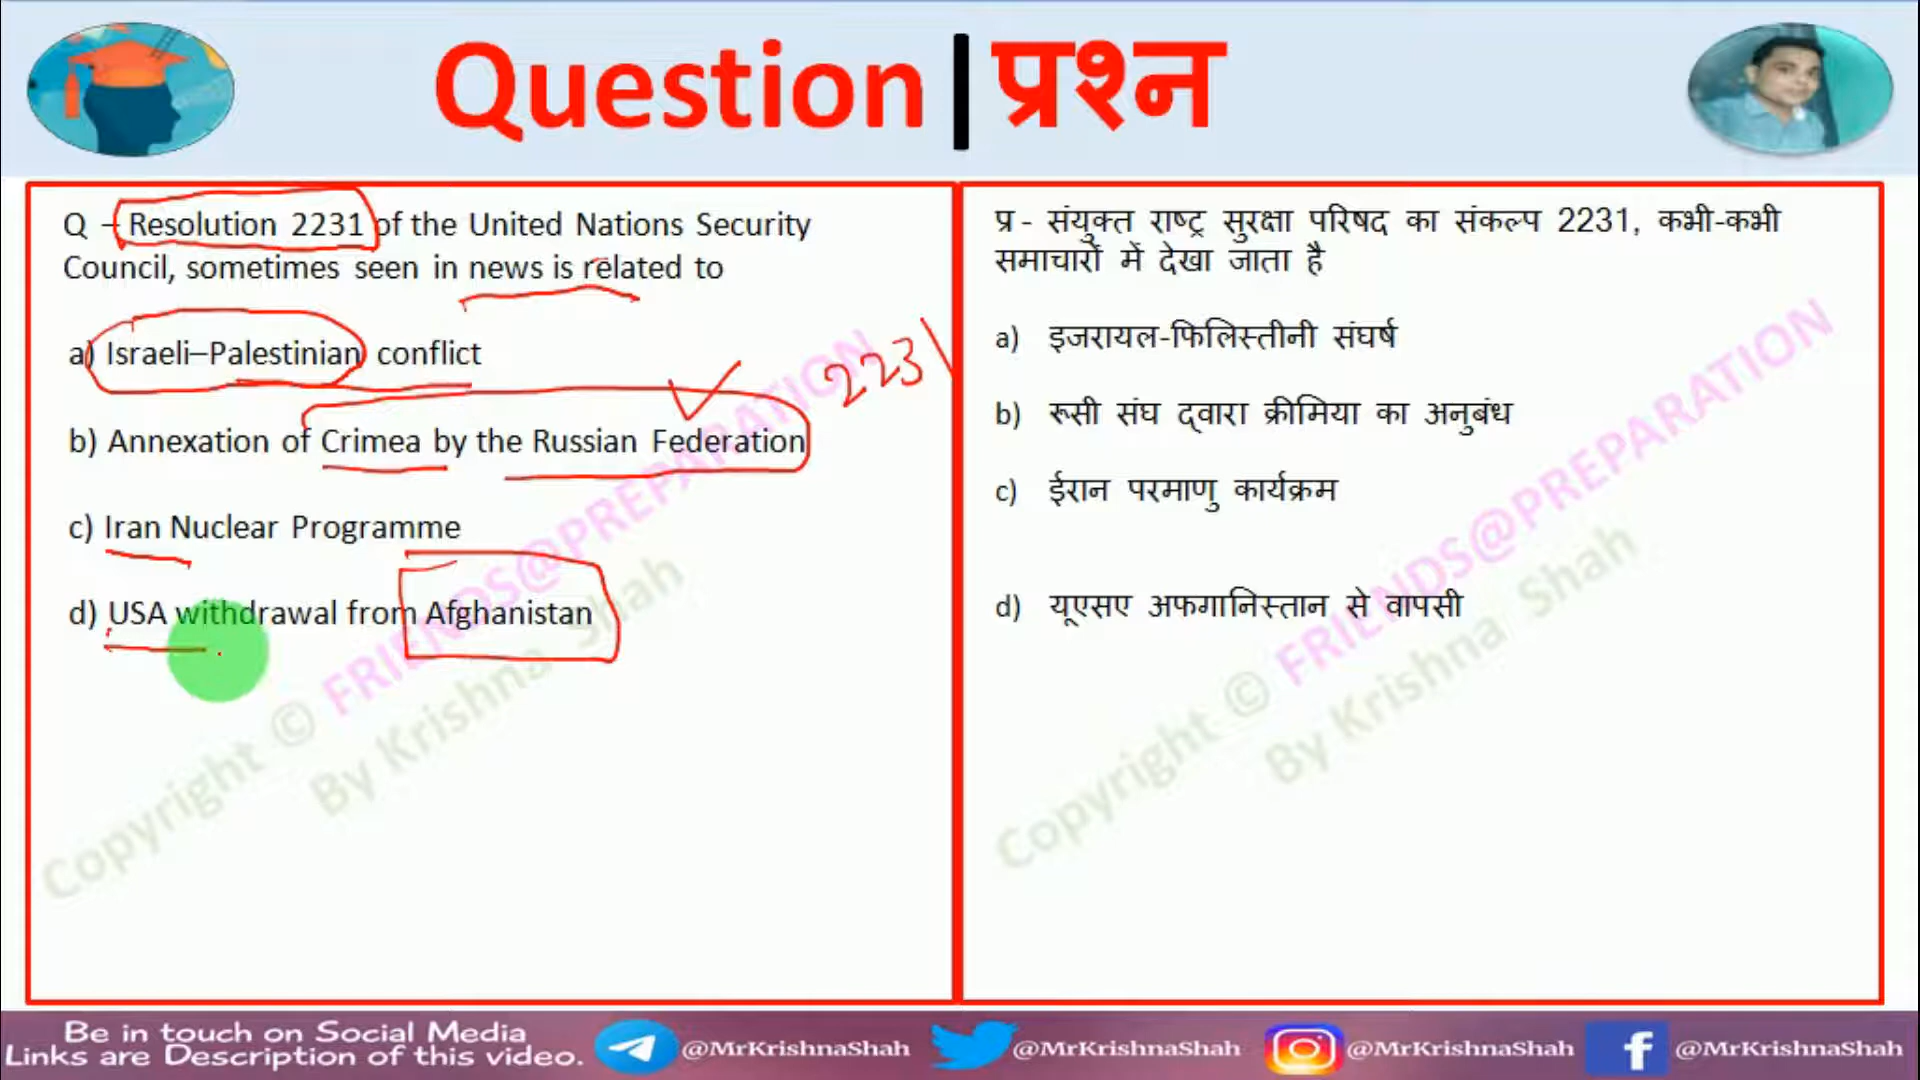 Question|प्रश्न
Q – Resolution 2231 of the United Nations Security
Council, sometimes seen in news is related to
a) Israeli–Palestinian conflict
2231
b) Annexation of Crimea by the Russian Federation
c) Iran Nuclear Programme
d) USA withdrawal from Afghanistan
Copyright © FRIENDS@PREPARATION
By Krishna Shah
प्र - संयुक्त राष्ट्र सुरक्षा परिषद का संकल्प 2231, कभी-कभी
समाचारों में देखा जाता है
a) इजरायल-फिलिस्तीनी संघर्ष
b) रूसी संघ द्वारा क्रीमिया का अनुबंध
c) ईरान परमाणु कार्यक्रम
d) यूएसए अफगानिस्तान से वापसी
Copyright © FRIENDS@PREPARATION
By Krishna Shah
Be in touch on Social Media
Links are Description of this video.
@MrKrishnaShah
@MrKrishnaShah
@MrKrishnaShah
@MrKrishnaShah